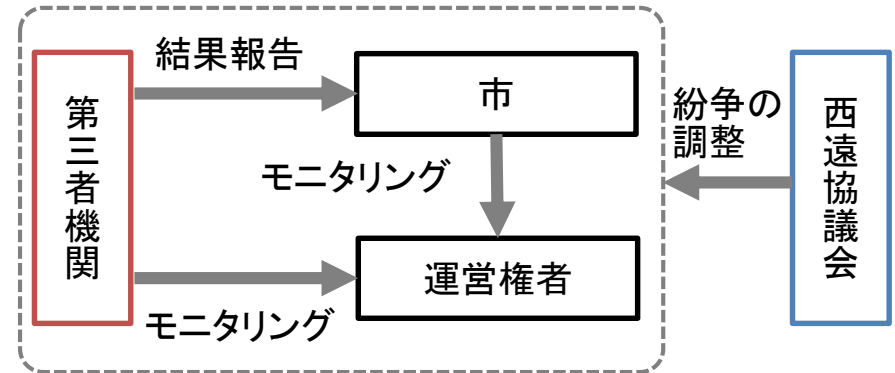 第三者機関
結果報告
市
モニタリング
運営権者
モニタリング
紛争の
調整
西遠協議会